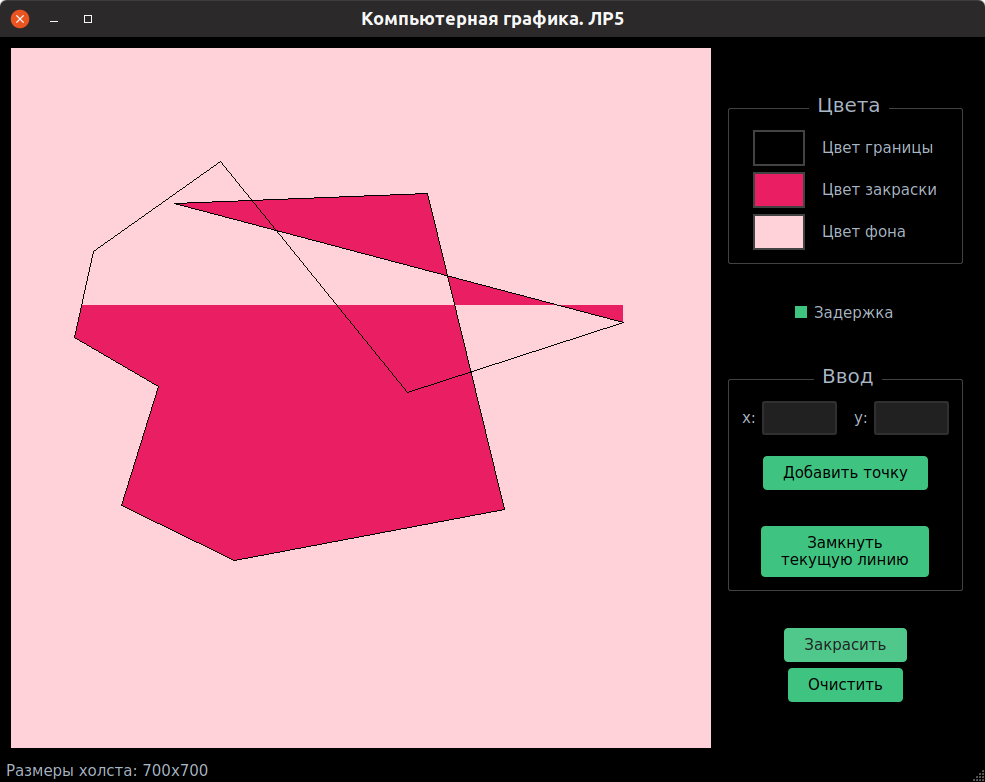 Компьютерная графика. ЛР5
Цвета
Цвет границы
Цвет закраски
Цвет фона
Задержка
Ввод
x: y:
Добавить точку
Замкнуть
текущую линию
Закрасить
Очистить
Размеры холста: 700x700